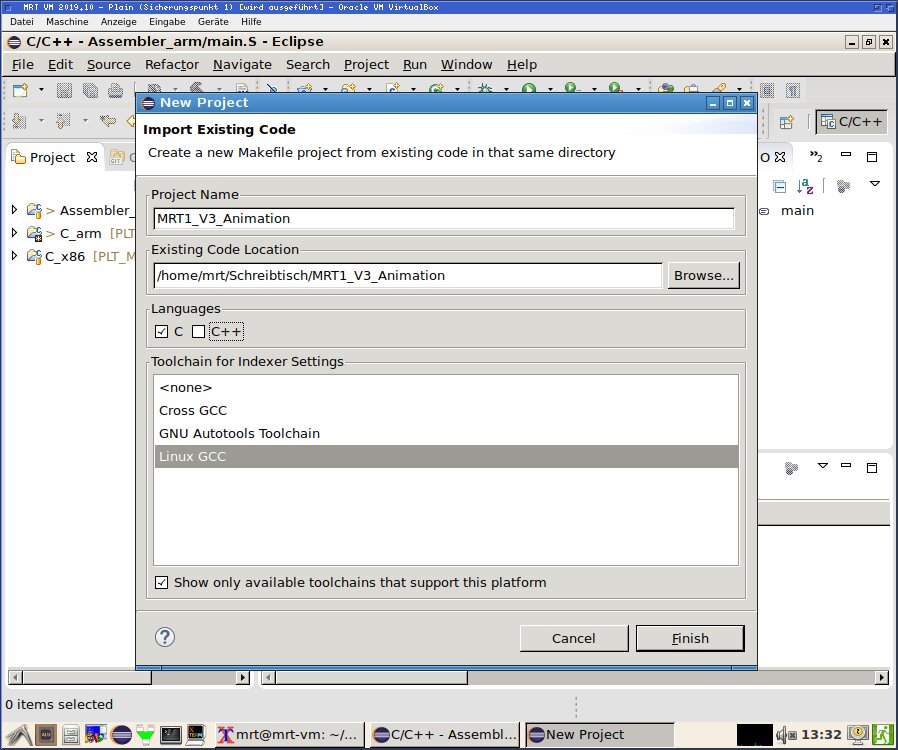 MRT VM 2019.10 - Plain (Sicherungspunkt 1) [wird ausgeführt] - Oracle VM VirtualBox
Datei Maschine Anzeige Eingabe Geräte Hilfe
C/C++ - Assembler_arm/main.S - Eclipse
File Edit Source Refactor Navigate Search Project Run Window Help
New Project
Import Existing Code
Create a new Makefile project from existing code in that same directory
C/C++
Project
Project Name
MRT1_V3_Animation
> Assembler_
main
> C_arm [PLT
C_x86 [PLT_M
Existing Code Location
/home/mrt/Schreibtisch/MRT1_V3_Animation
Browse...
Languages
C C++
Toolchain for Indexer Settings
<none>
Cross GCC
GNU Autotools Toolchain
Linux GCC
Show only available toolchains that support this platform
Cancel Finish
0 items selected
mrt@mrt-vm: ~/... C/C++ - Assembl... New Project 13:32